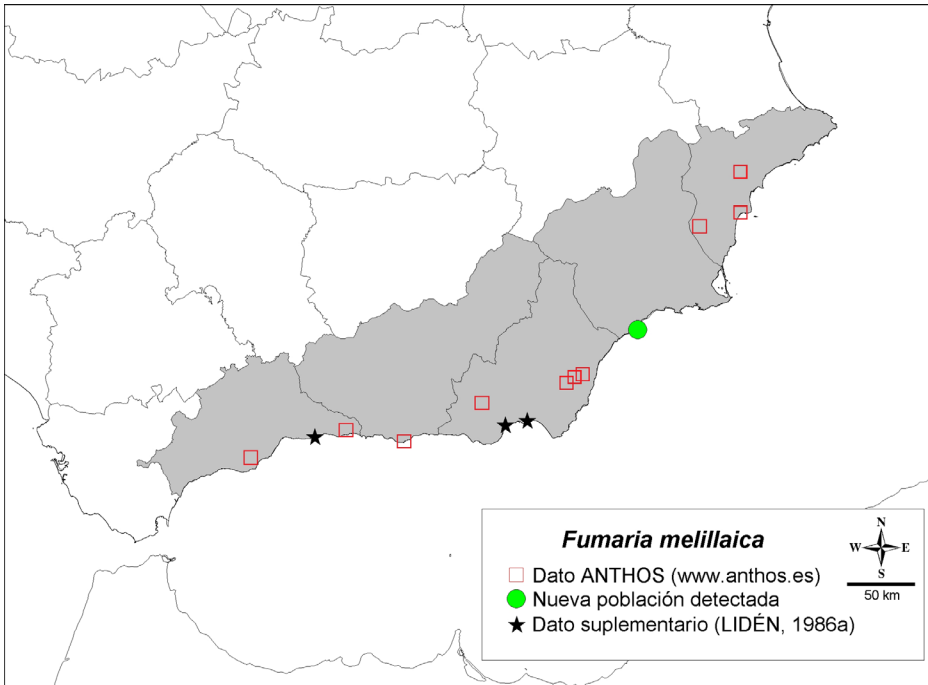 Fumaria melillaica
Dato ANTHOS (www.anthos.es)
Nueva población detectada
Dato suplementario (LIDÉN, 1986a)
N
W E
S
50 km